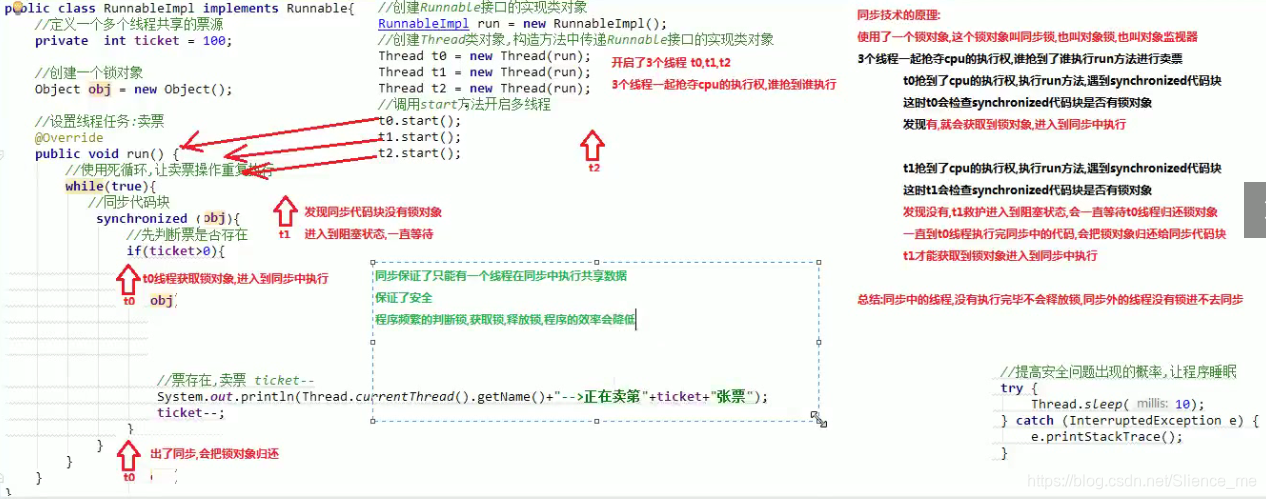 public class RunnableImpl implements Runnable{
//定义一个多个线程共享的票源
private int ticket = 100;
//创建一个锁对象
Object obj = new Object();
//设置线程任务:卖票
@Override
public void run() {
//使用死循环,让卖票操作重复执行
while(true){
//同步代码块
synchronized (obj){
//先判断票是否存在
if(ticket>0){
t0线程获取锁对象,进入到同步中执行
t0
obj
//票存在,卖票 ticket--
System.out.println(Thread.currentThread().getName()+"-->正在卖第"+ticket+"张票");
ticket--;
}
}
出了同步,会把锁对象归还
t0
}
}
}
//创建Runnable接口的实现类对象
RunnableImpl run = new RunnableImpl();
//创建Thread类对象,构造方法中传递Runnable接口的实现类对象
Thread t0 = new Thread(run);
Thread t1 = new Thread(run);
Thread t2 = new Thread(run);
//调用start方法开启多线程
t0.start();
t1.start();
t2.start();
开启了3个线程 t0,t1,t2
3个线程一起抢夺cpu的执行权,谁抢到谁执行
t2
t1
发现同步代码块没有锁对象
进入到阻塞状态,一直等待
同步保证了只能有一个线程在同步中执行共享数据
保证了安全
程序频繁的判断锁,获取锁,释放锁,程序的效率会降低
同步技术的原理:
使用了一个锁对象,这个锁对象叫同步锁,也叫对象锁,也叫对象监视器
3个线程一起抢夺cpu的执行权,谁抢到了谁执行run方法进行卖票
t0抢到了cpu的执行权,执行run方法,遇到synchronized代码块
这时t0会检查synchronized代码块是否有锁对象
发现有,就会获取到锁对象,进入到同步中执行
t1抢到了cpu的执行权,执行run方法,遇到synchronized代码块
这时t1会检查synchronized代码块是否有锁对象
发现没有,t1救护进入到阻塞状态,会一直等待t0线程归还锁对象
一直到t0线程执行完同步中的代码,会把锁对象归还给同步代码块
t1才能获取到锁对象进入到同步中执行
总结:同步中的线程,没有执行完毕不会释放锁,同步外的线程没有锁进不去同步
//提高安全问题出现的概率,让程序睡眠
try {
Thread.sleep( millis: 10);
} catch (InterruptedException e) {
e.printStackTrace();
}
https://blog.csdn.net/Slience_me